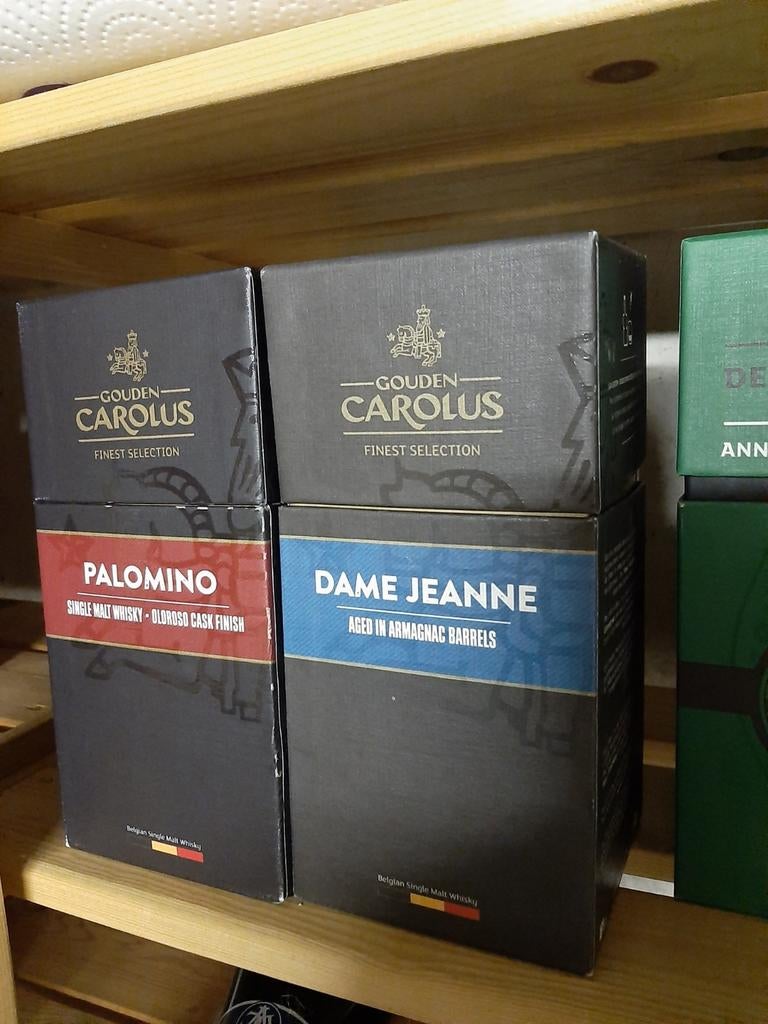 GOUDEN
CAROLUS
FINEST SELECTION
PALOMINO
SINGLE MALT WHISKY · OLOROSO CASK FINISH
Belgian Single Malt Whisky
GOUDEN
CAROLUS
FINEST SELECTION
DAME JEANNE
AGED IN ARMAGNAC BARRELS
Belgian Single Malt Whisky
DE
ANN